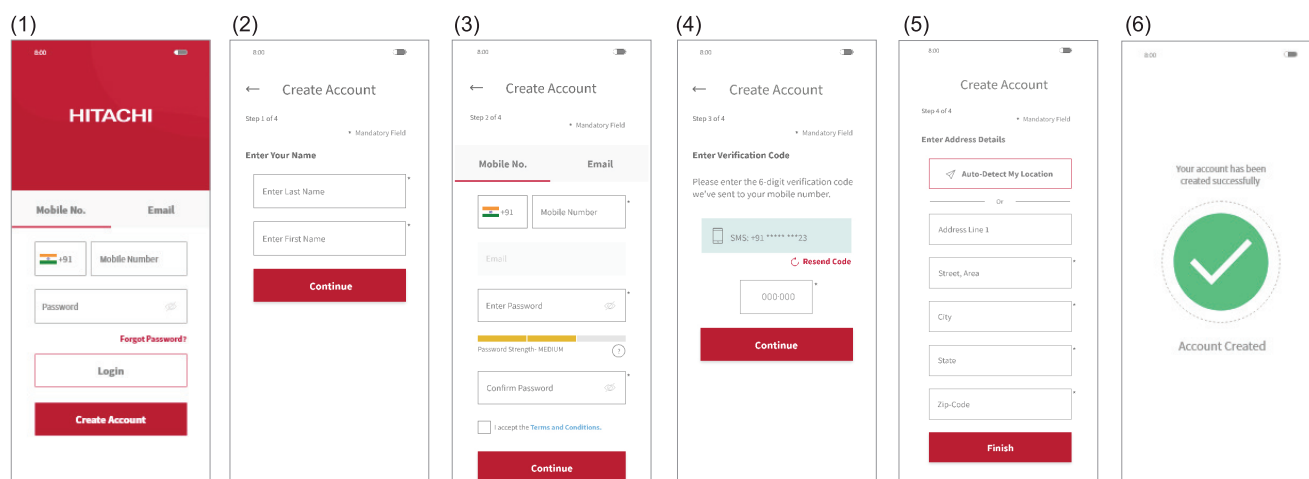 (1)
8:00
HITACHI
Mobile No. Email
+91 Mobile Number
Password
Forgot Password?
Login
Create Account
(2)
8:00
← Create Account
Step 1 of 4
* Mandatory Field
Enter Your Name
Enter Last Name *
Enter First Name *
Continue
(3)
8:00
← Create Account
Step 2 of 4
* Mandatory Field
Mobile No. Email
+91 Mobile Number *
Email
Enter Password *
Password Strength- MEDIUM ?
Confirm Password *
I accept the Terms and Conditions.
Continue
(4)
8:00
← Create Account
Step 3 of 4
* Mandatory Field
Enter Verification Code
Please enter the 6-digit verification code
we've sent to your mobile number.
SMS: +91 ***** ***23
Resend Code
000-000 *
Continue
(5)
8:00
Create Account
Step 4 of 4
* Mandatory Field
Enter Address Details
Auto-Detect My Location
Or
Address Line 1
Street, Area
City *
State *
Zip-Code *
Finish
(6)
8:00
Your account has been
created successfully
Account Created